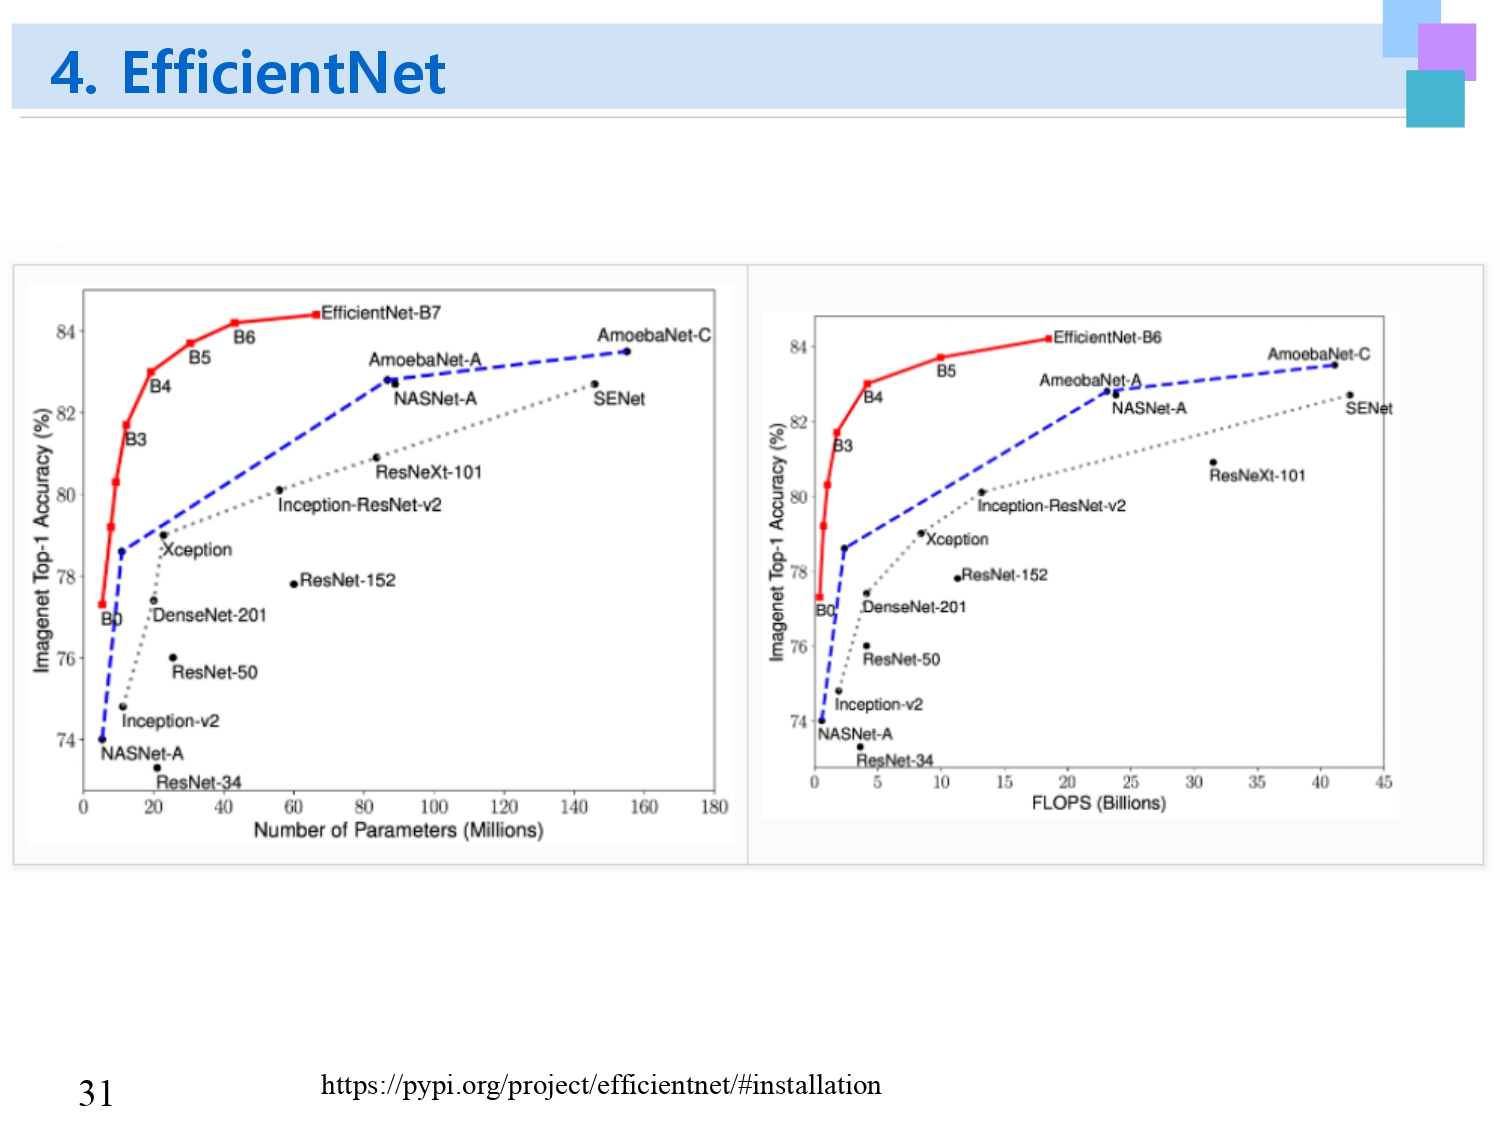 4. EfficientNet
EfficientNet-B7
84
B6
AmoebaNet-C
B5
AmoebaNet-A
B4
NASNet-A
SENet
82
B3
ResNeXt-101
80
Inception-ResNet-v2
Xception
78
ResNet-152
B0
DenseNet-201
76
ResNet-50
Inception-v2
74
NASNet-A
ResNet-34
0 20 40 60 80 100 120 140 160 180
Number of Parameters (Millions)
Imagenet Top-1 Accuracy (%)
EfficientNet-B6
84
AmoebaNet-C
B5
AmeobaNet-A
B4
NASNet-A
SENet
82
B3
ResNeXt-101
80
Inception-ResNet-v2
Xception
78
ResNet-152
B0
DenseNet-201
76
ResNet-50
Inception-v2
74
NASNet-A
ResNet-34
0 5 10 15 20 25 30 35 40 45
FLOPS (Billions)
Imagenet Top-1 Accuracy (%)
31
https://pypi.org/project/efficientnet/#installation